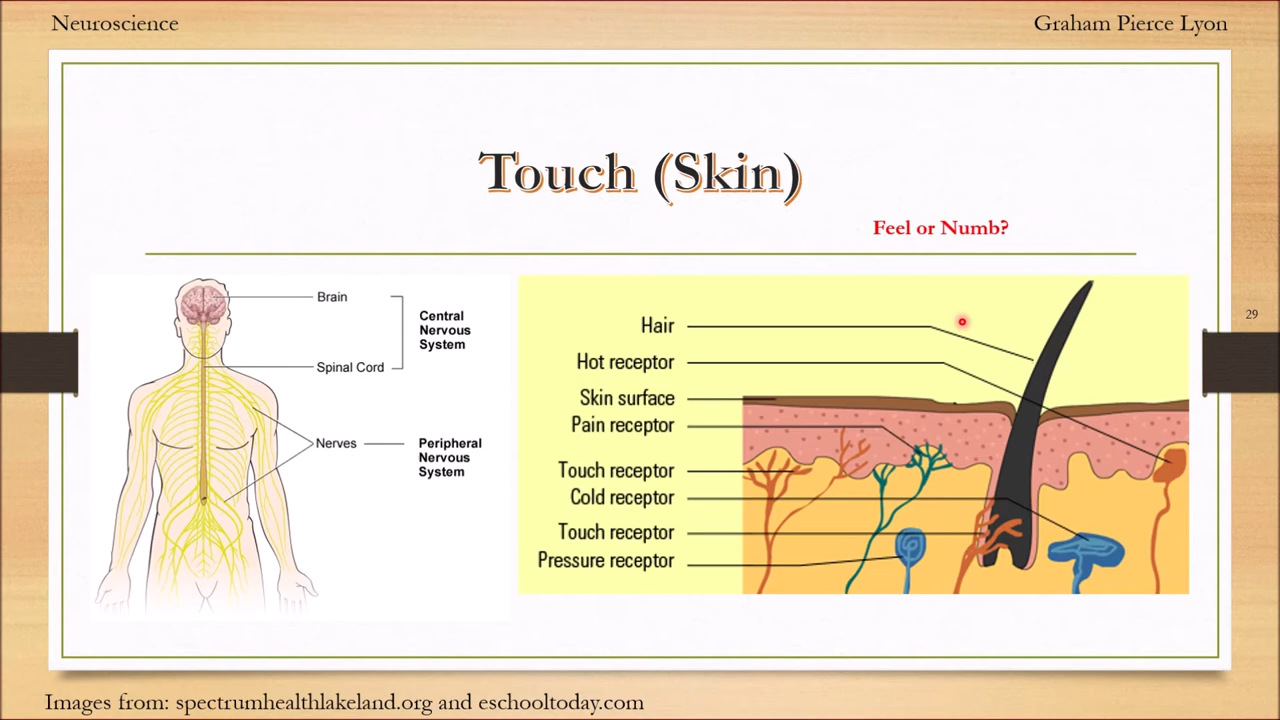 Neuroscience
Graham Pierce Lyon
Touch (Skin)
Feel or Numb?
29
Brain
Central
Nervous
System
Spinal Cord
Nerves
Peripheral
Nervous
System
Hair
Hot receptor
Skin surface
Pain receptor
Touch receptor
Cold receptor
Touch receptor
Pressure receptor
Images from: spectrumhealthlakeland.org and eschooltoday.com